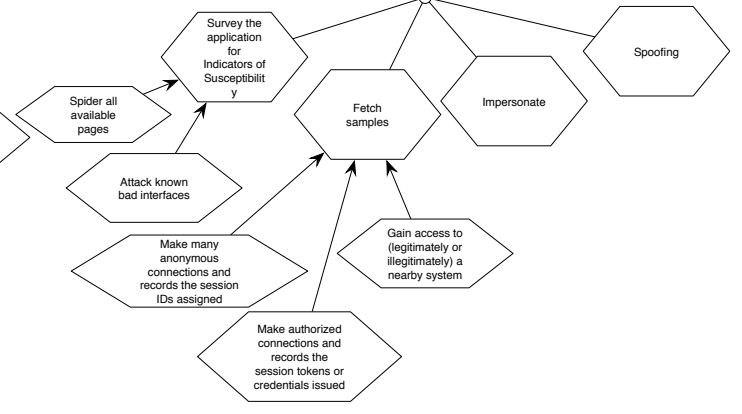 Survey the
application
for
Indicators of
Susceptibilit
y
Spoofing
Impersonate
Fetch
samples
Spider all
available
pages
Attack known
bad interfaces
Make many
anonymous
connections and
records the session
IDs assigned
Gain access to
(legitimately or
illegitimately) a
nearby system
Make authorized
connections and
records the
session tokens or
credentials issued